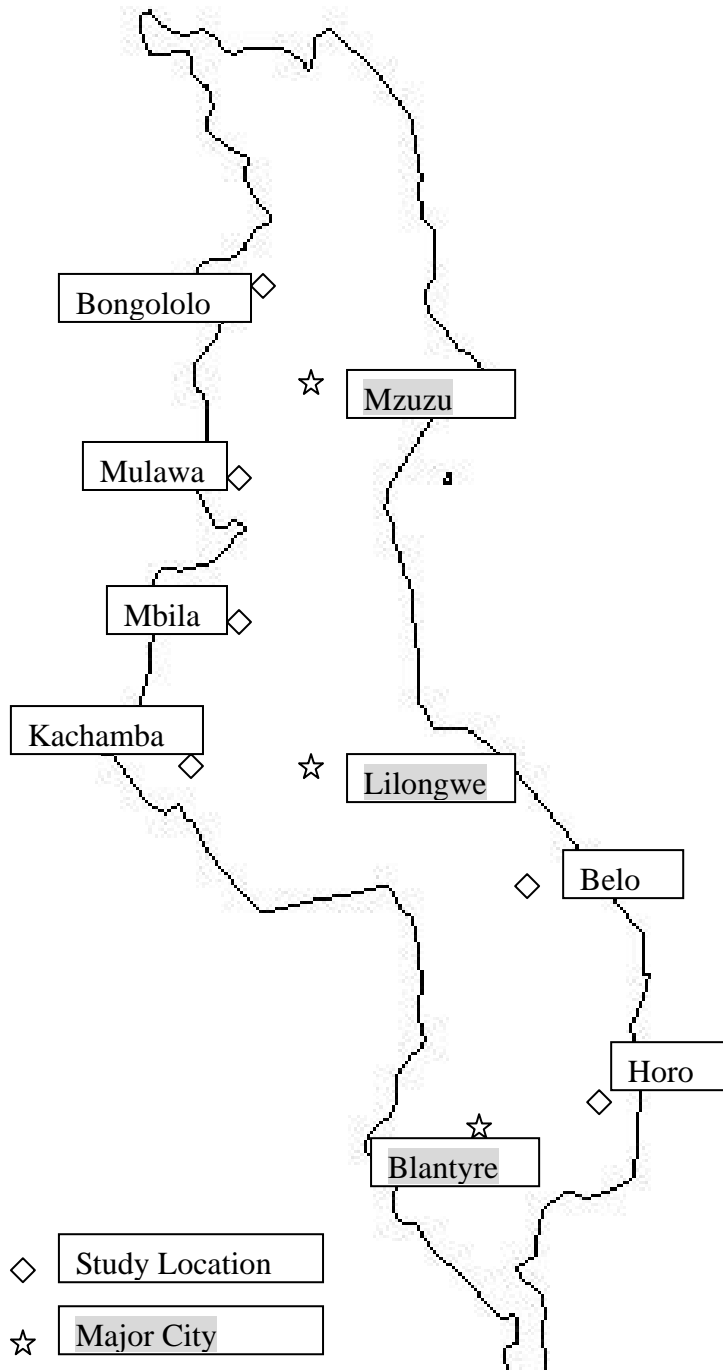 Bongololo
Mzuzu
Mulawa
Mbila
Kachamba
Lilongwe
Belo
Horo
Blantyre
Study Location
Major City